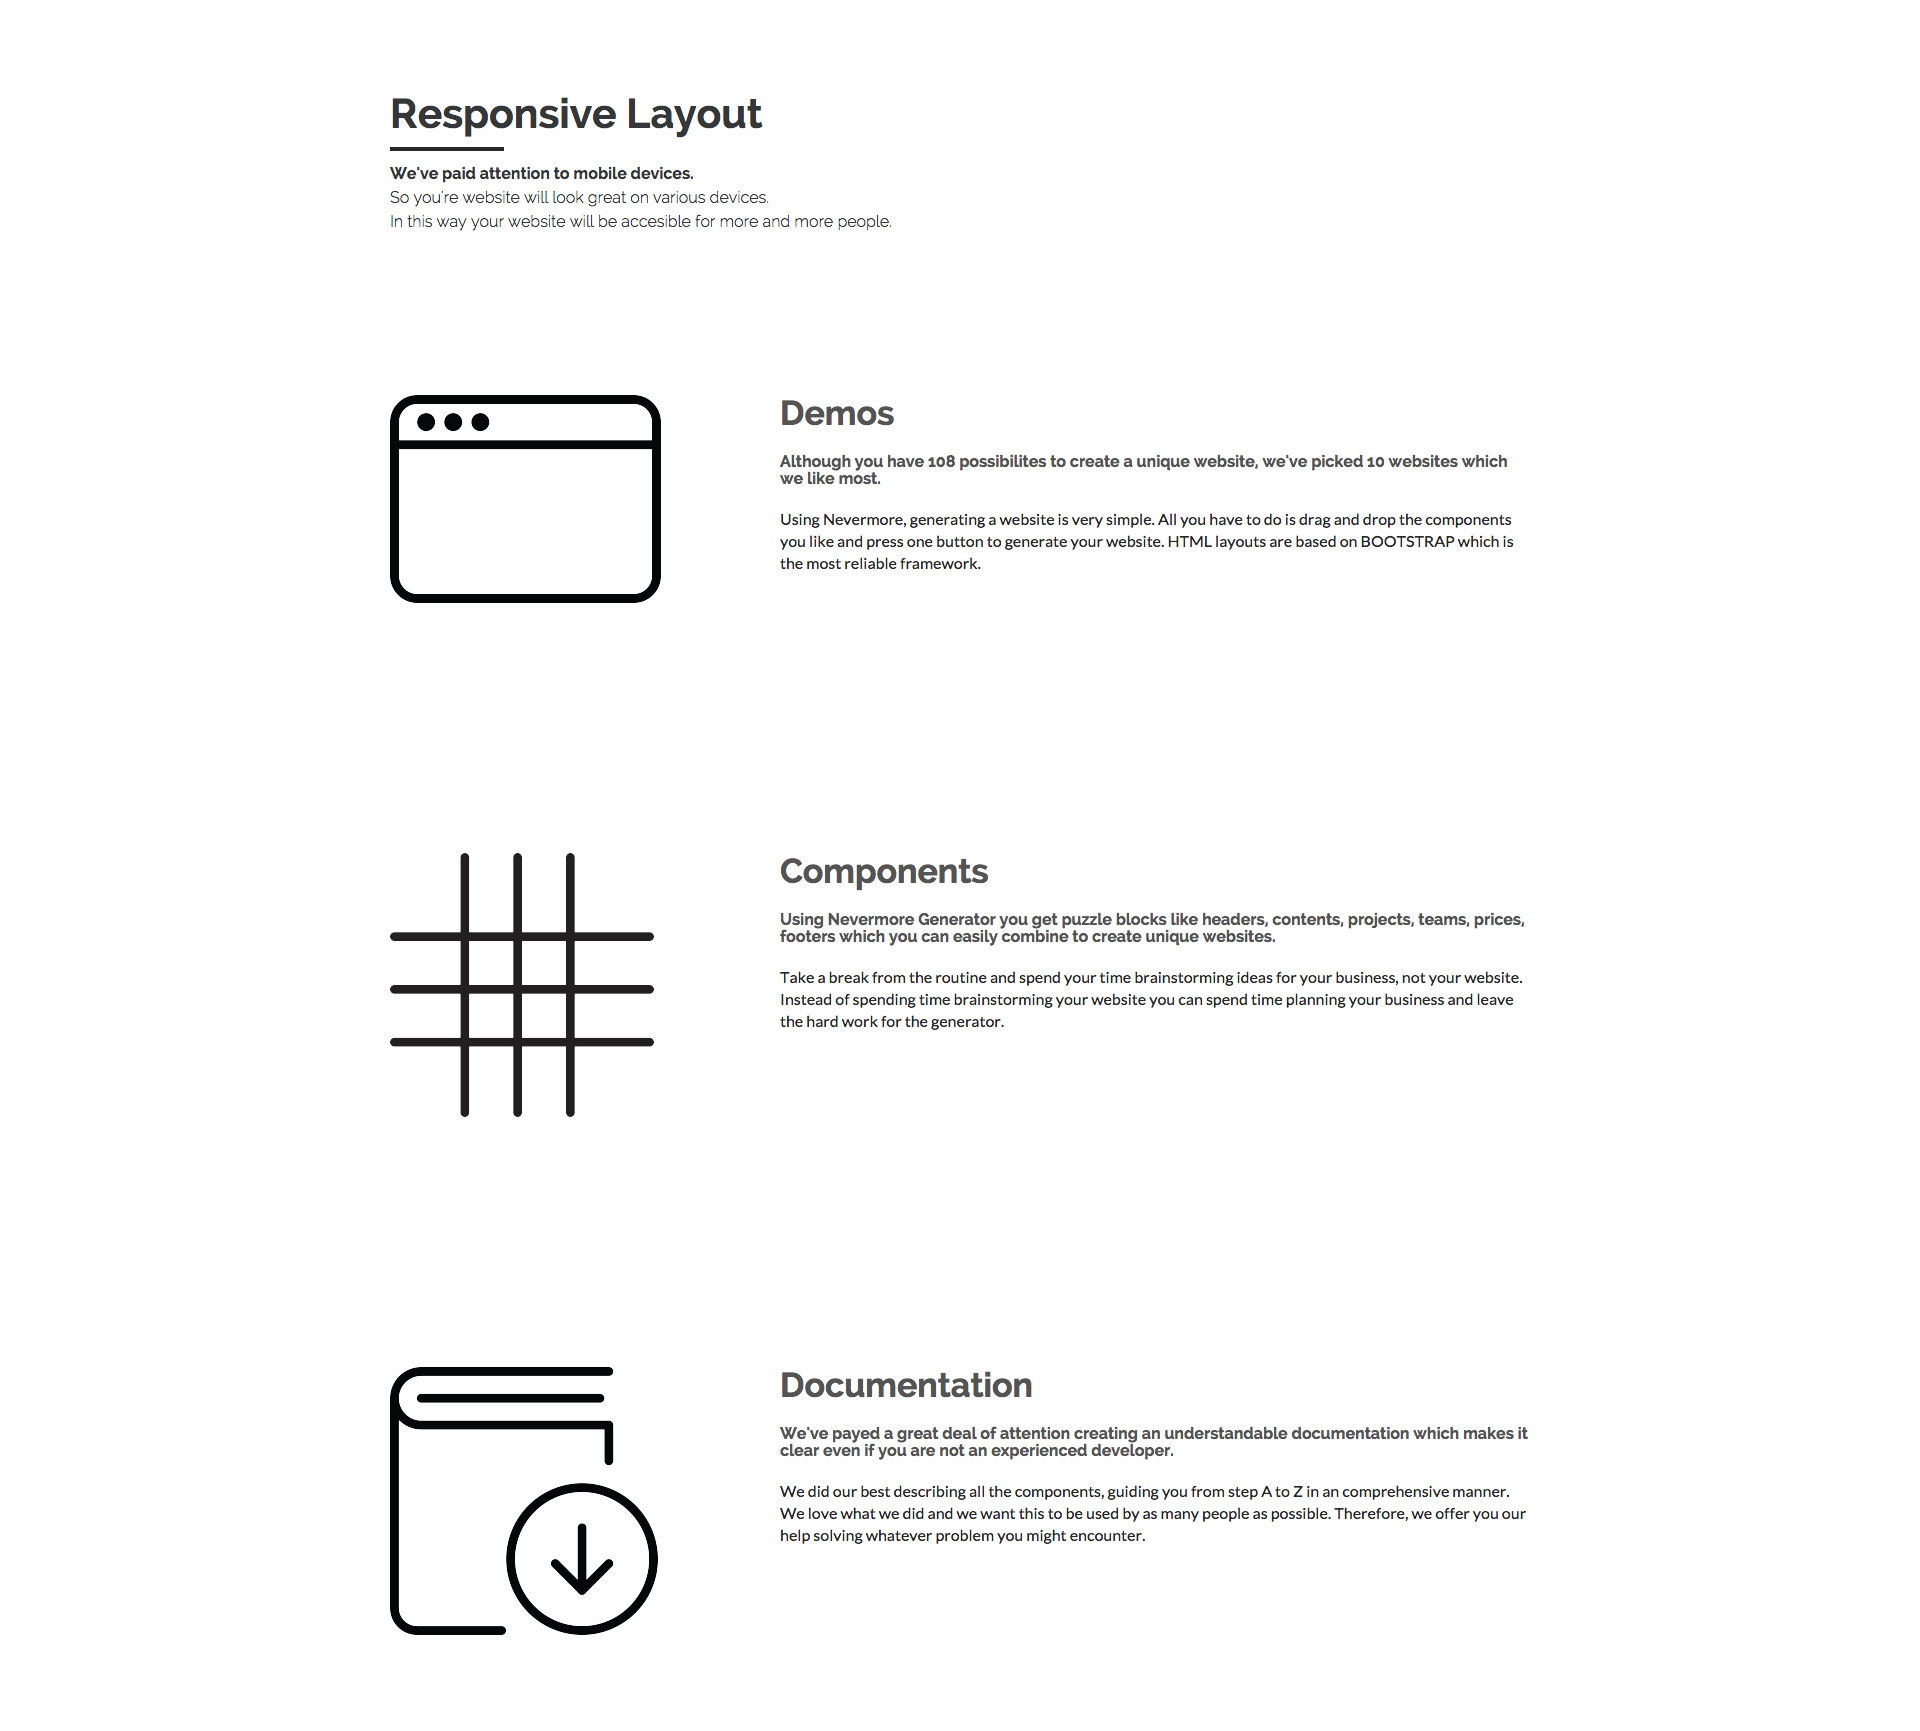 Responsive Layout
We've paid attention to mobile devices.
So you're website will look great on various devices.
In this way your website will be accesible for more and more people.
Demos
Although you have 108 possibilites to create a unique website, we've picked 10 websites which
we like most.
Using Nevermore, generating a website is very simple. All you have to do is drag and drop the components
you like and press one button to generate your website. HTML layouts are based on BOOTSTRAP which is
the most reliable framework.
Components
Using Nevermore Generator you get puzzle blocks like headers, contents, projects, teams, prices,
footers which you can easily combine to create unique websites.
Take a break from the routine and spend your time brainstorming ideas for your business, not your website.
Instead of spending time brainstorming your website you can spend time planning your business and leave
the hard work for the generator.
Documentation
We've payed a great deal of attention creating an understandable documentation which makes it
clear even if you are not an experienced developer.
We did our best describing all the components, guiding you from step A to Z in an comprehensive manner.
We love what we did and we want this to be used by as many people as possible. Therefore, we offer you our
help solving whatever problem you might encounter.